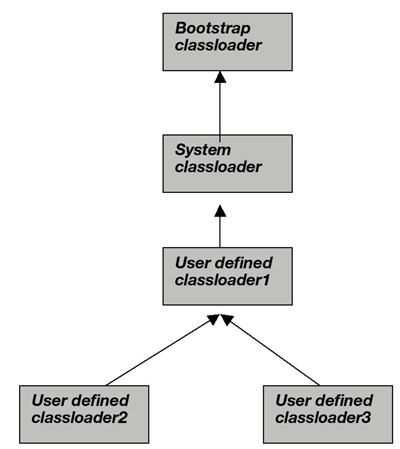 Bootstrap
classloader
System
classloader
User defined
classloader1
User defined
classloader2
User defined
classloader3